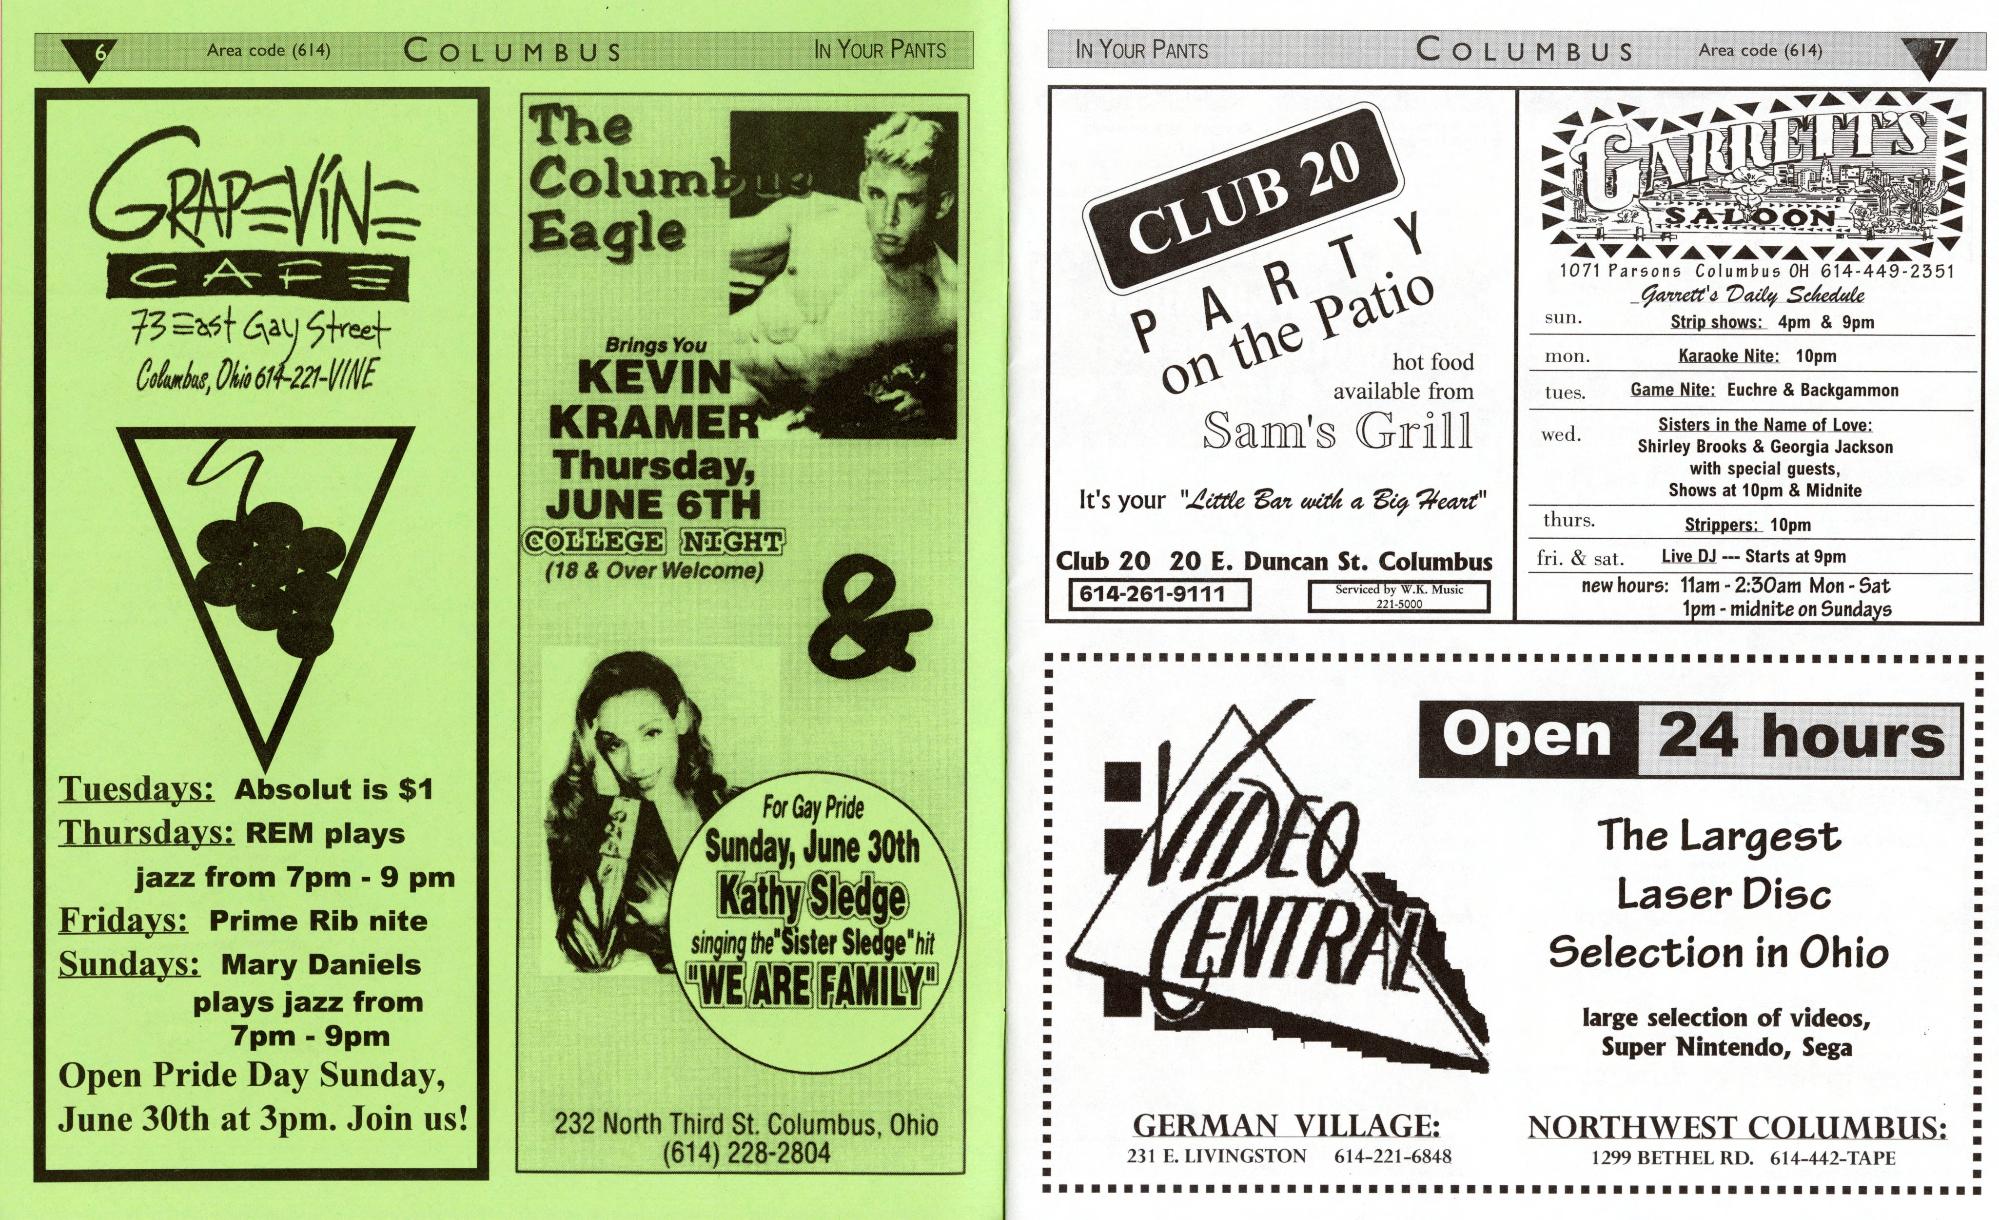 6
Area code (614)
COLUMBUS
IN YOUR PANTS
GRAPEVINE
CAFE
73 East Gay Street
Columbus, Ohio 614-221-VINE
Tuesdays: Absolut is $1
Thursdays: REM plays
jazz from 7pm - 9 pm
Fridays: Prime Rib nite
Sundays: Mary Daniels
plays jazz from
7pm - 9pm
Open Pride Day Sunday,
June 30th at 3pm. Join us!
The
Columbus
Eagle
Brings You
KEVIN
KRAMER
Thursday,
JUNE 6TH
COLLEGE NIGHT
(18 & Over Welcome)
&
For Gay Pride
Sunday, June 30th
Kathy Sledge
singing the "Sister Sledge" hit
"WE ARE FAMILY"
232 North Third St. Columbus, Ohio
(614) 228-2804
IN YOUR PANTS
COLUMBUS
Area code (614)
7
CLUB 20
PARTY
on the Patio
hot food
available from
Sam's Grill
It's your "Little Bar with a Big Heart"
Club 20 20 E. Duncan St. Columbus
614-261-9111
Serviced by W.K. Music
221-5000
GARRETT'S
SALOON
1071 Parsons Columbus OH 614-449-2351
Garrett's Daily Schedule
sun. Strip shows: 4pm & 9pm
mon. Karaoke Nite: 10pm
tues. Game Nite: Euchre & Backgammon
wed. Sisters in the Name of Love:
Shirley Brooks & Georgia Jackson
with special guests,
Shows at 10pm & Midnite
thurs. Strippers: 10pm
fri. & sat. Live DJ --- Starts at 9pm
new hours: 11am - 2:30am Mon - Sat
1pm - midnite on Sundays
VIDEO
CENTRAL
Open 24 hours
The Largest
Laser Disc
Selection in Ohio
large selection of videos,
Super Nintendo, Sega
GERMAN VILLAGE:
231 E. LIVINGSTON 614-221-6848
NORTHWEST COLUMBUS:
1299 BETHEL RD. 614-442-TAPE